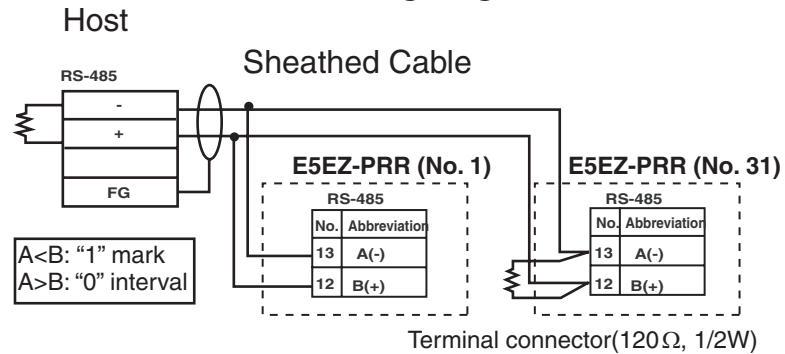 Host
Sheathed Cable
RS-485
-
+
FG
A<B: “1” mark
A>B: “0” interval
E5EZ-PRR (No. 1)
RS-485
No. Abbreviation
13 A(-)
12 B(+)
E5EZ-PRR (No. 31)
RS-485
No. Abbreviation
13 A(-)
12 B(+)
Terminal connector(120Ω, 1/2W)